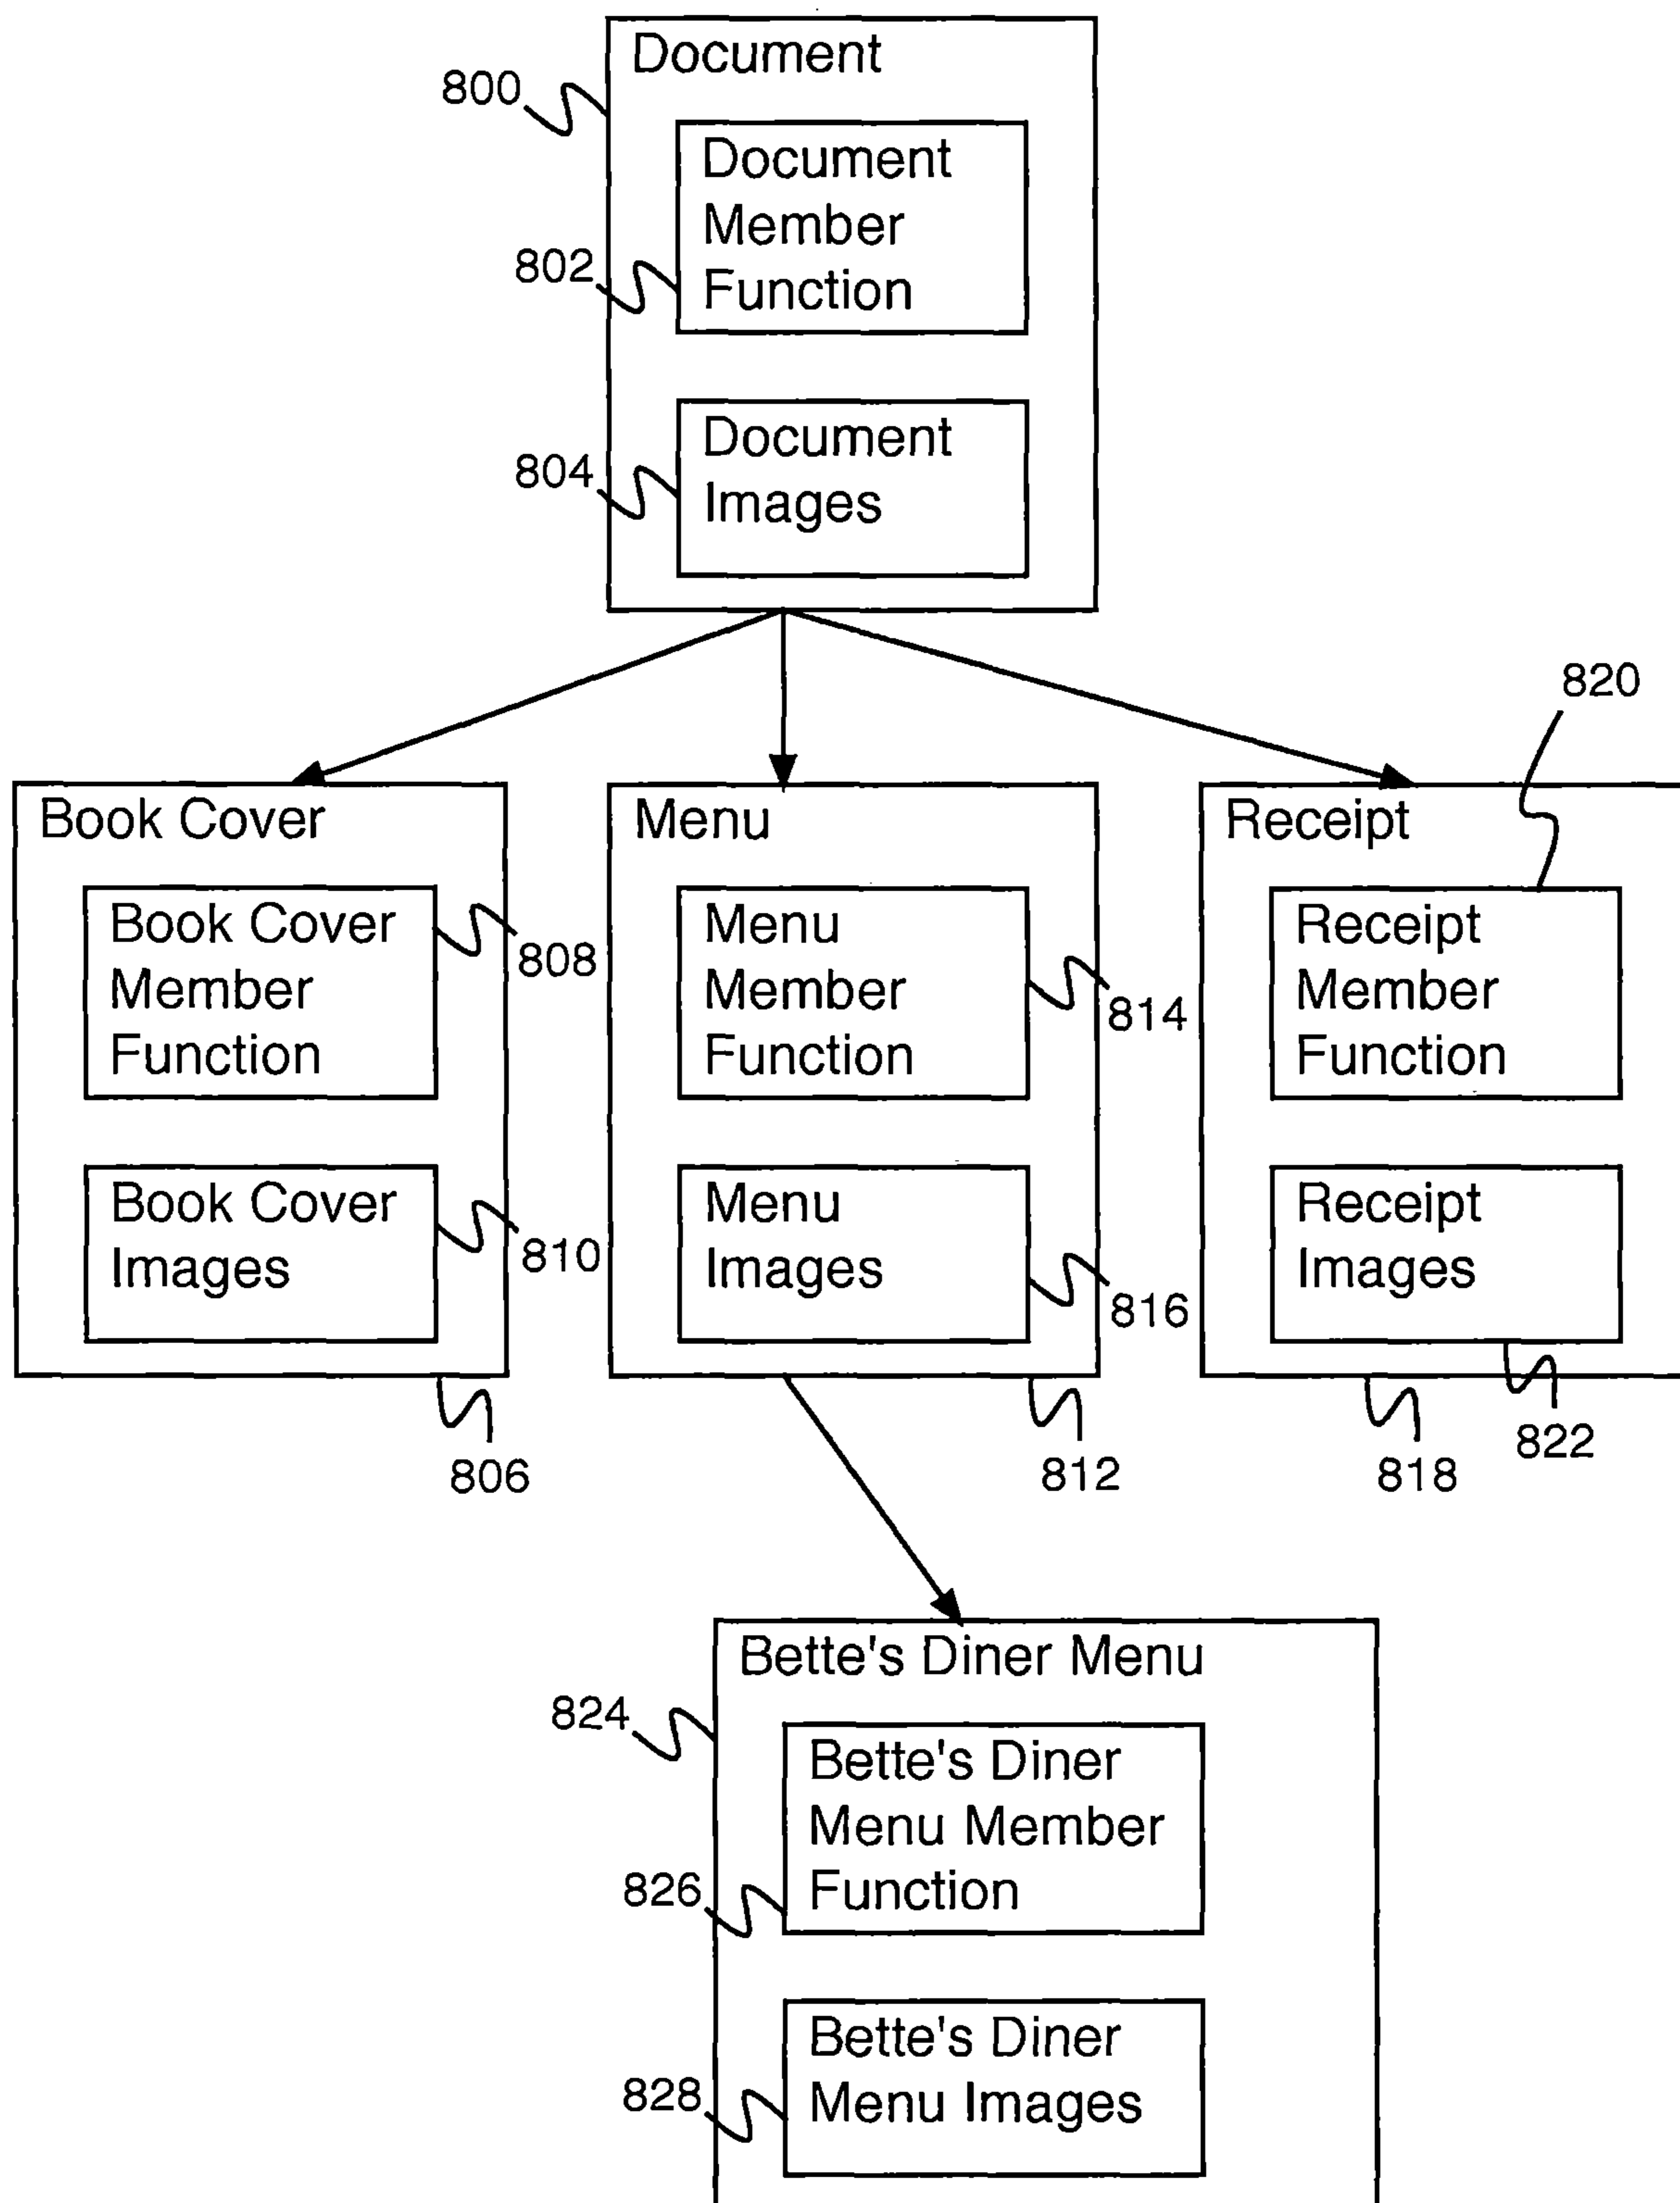 Document
800
Document
Member
Function
802
Document
Images
804
820
Book Cover
Book Cover
Member
Function
808
Book Cover
Images
810
806
Menu
Menu
Member
Function
814
Menu
Images
816
812
Receipt
Receipt
Member
Function
Receipt
Images
822
818
Bette's Diner Menu
824
Bette's Diner
Menu Member
Function
826
Bette's Diner
Menu Images
828